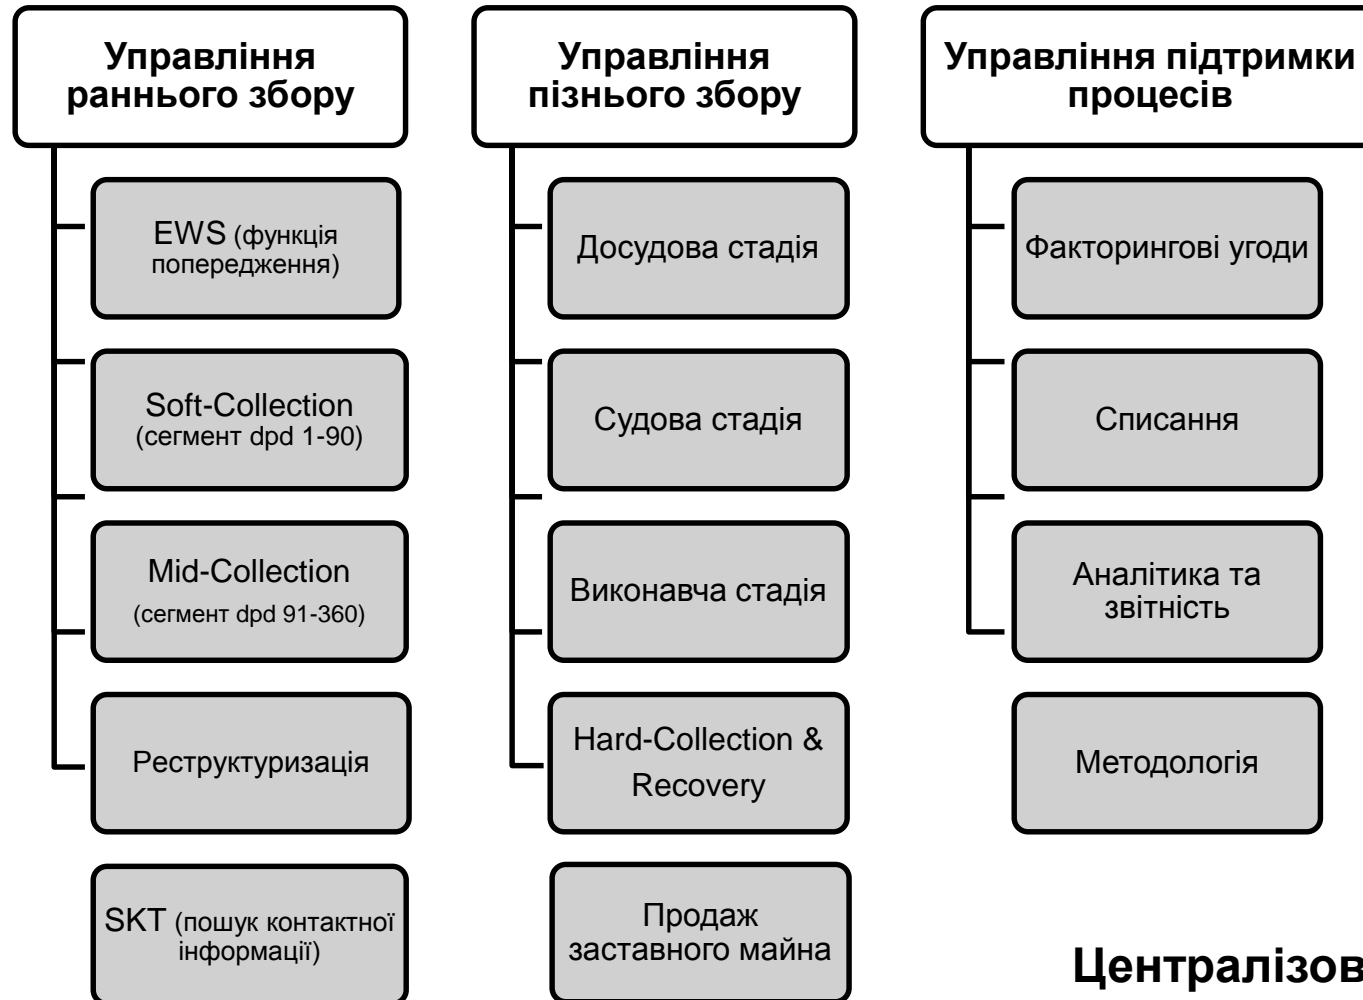 Управління
раннього збору
EWS (функція
попередження)
Soft-Collection
(сегмент dpd 1-90)
Mid-Collection
(сегмент dpd 91-360)
Реструктуризація
SKT (пошук контактної
інформації)
Управління
пізнього збору
Досудова стадія
Судова стадія
Виконавча стадія
Hard-Collection &
Recovery
Продаж
заставного майна
Управління підтримки
процесів
Факторингові угоди
Списання
Аналітика та
звітність
Методологія
Централізов